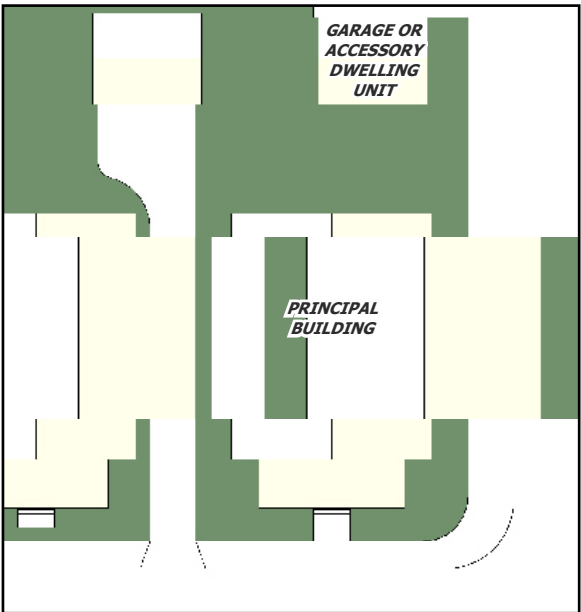 GARAGE OR
ACCESSORY
DWELLING
UNIT
PRINCIPAL
BUILDING